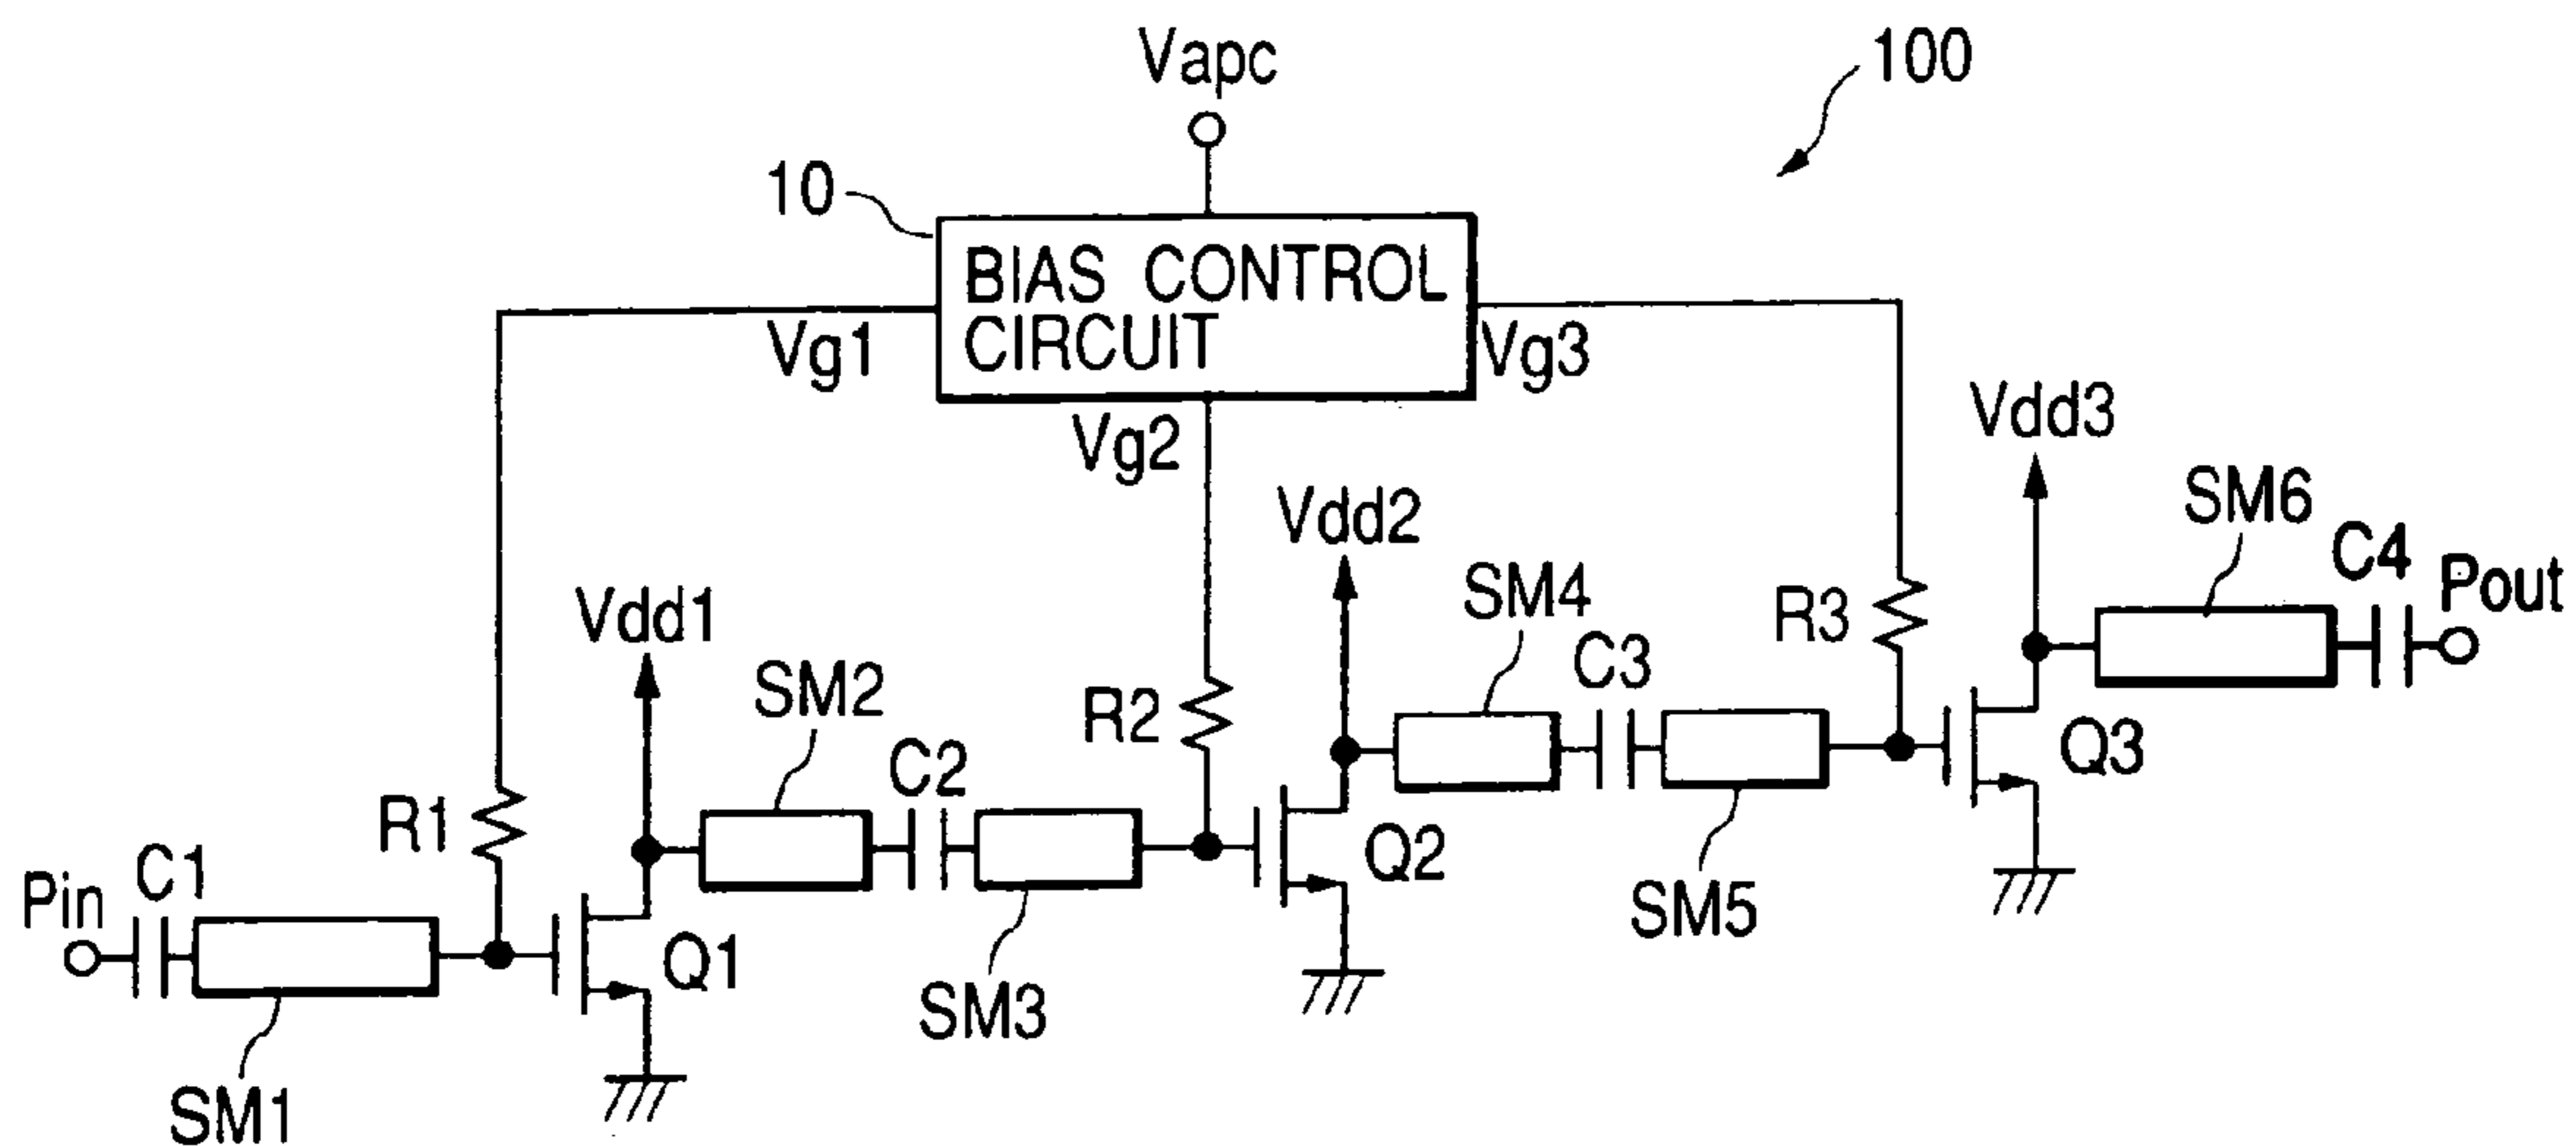 Vapc
100
10
BIAS CONTROL
CIRCUIT
Vg1
Vg3
Vg2
Vdd3
Vdd2
SM6
C4
Pout
Vdd1
SM4
R3
C3
SM2
R2
Q3
C2
R1
Q2
C1
Pin
SM5
Q1
SM3
SM1